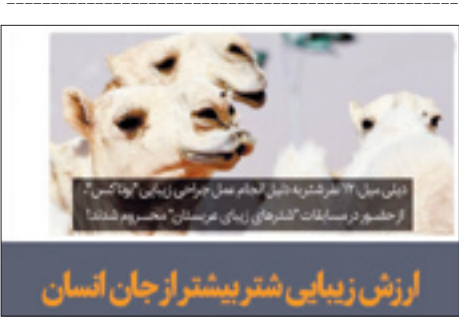 دیلی میل: ۱۲ نفر شتر به دلیل انجام عمل جراحی زیبایی "بوتاکس"،
از حضور در مسابقات "شترهای زیبای عربستان" محروم شدند!
ارزش زیبایی شتر بیشتر از جان انسان